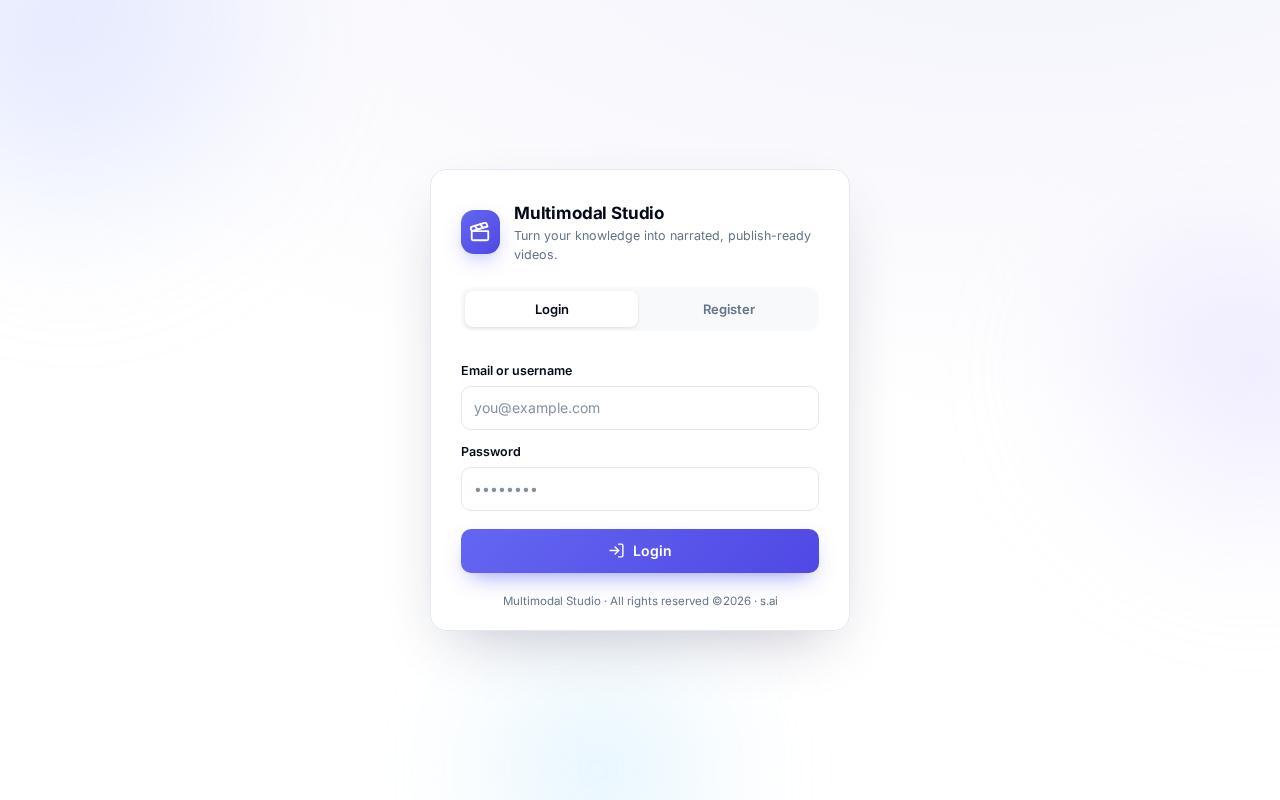 Multimodal Studio
Turn your knowledge into narrated, publish-ready
videos.
Login
Register
Email or username
you@example.com
Password
••••••••
Login
Multimodal Studio · All rights reserved ©2026 · s.ai